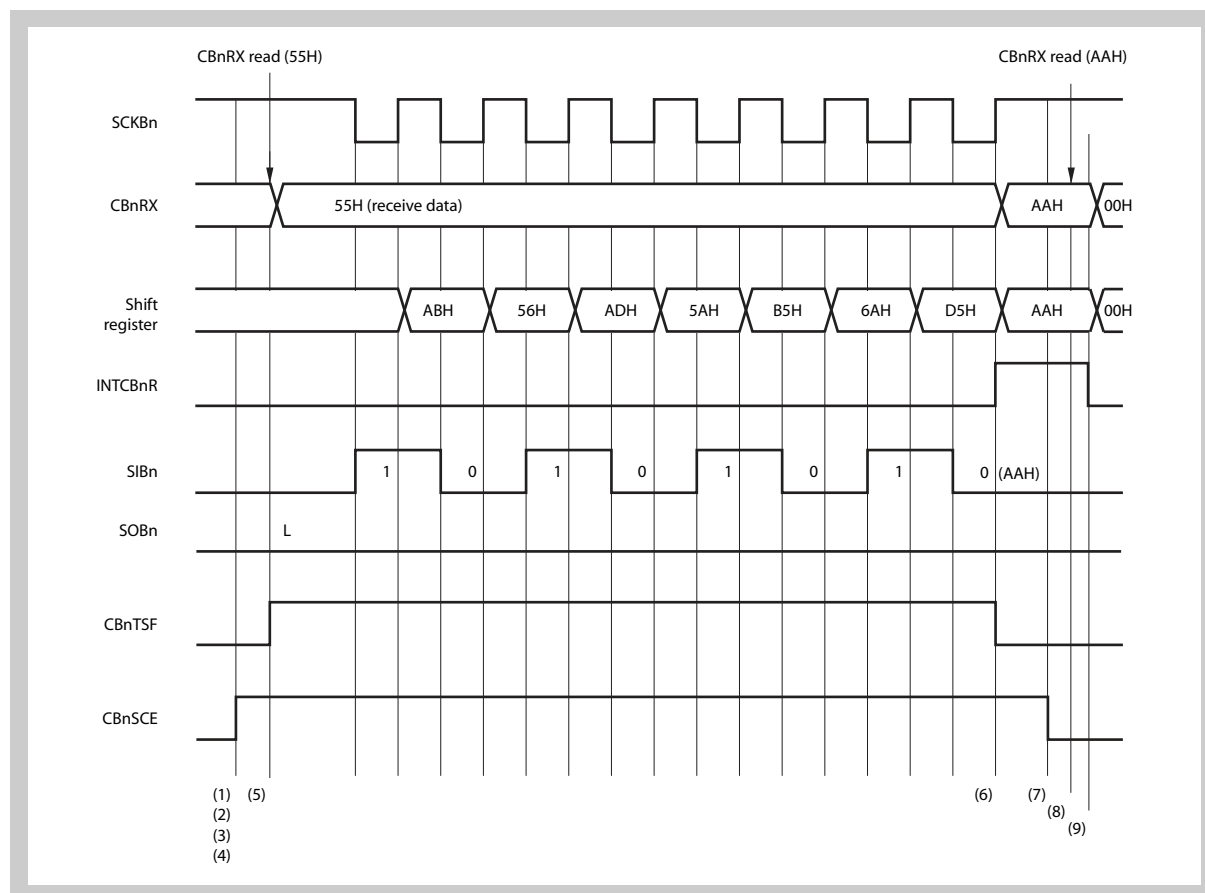 CBnRX read (55H)
CBnRX read (AAH)
SCKBn
CBnRX
55H (receive data)
AAH
00H
Shift
register
ABH
56H
ADH
5AH
B5H
6AH
D5H
AAH
00H
INTCBnR
SIBn
1
0
1
0
1
0
1
0 (AAH)
SOBn
L
CBnTSF
CBnSCE
(1)
(2)
(3)
(4)
(5)
(6)
(7)
(8)
(9)